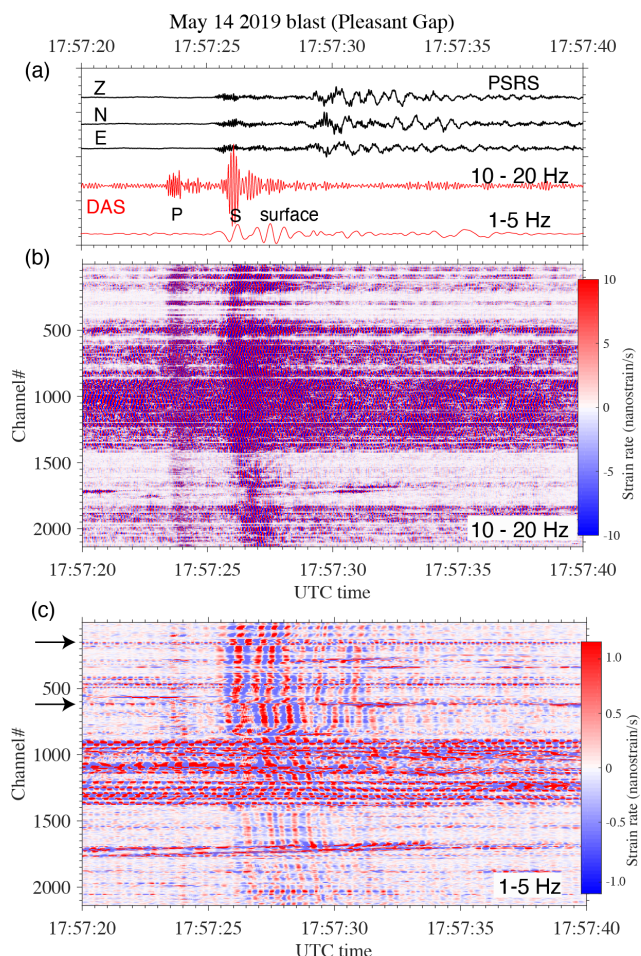 May 14 2019 blast (Pleasant Gap)
17:57:20 17:57:25 17:57:30 17:57:35 17:57:40
(a)
Z PSRS
N
E
10 - 20 Hz
DAS P S surface 1-5 Hz
(b)
500
1000
1500
2000
Channel#
10 - 20 Hz
10
5
0
-5
-10
Strain rate (nanostrain/s)
17:57:20 17:57:25 17:57:30 17:57:35 17:57:40
UTC time
(c)
500
1000
1500
2000
Channel#
1-5 Hz
1.0
0.5
0
-0.5
-1.0
Strain rate (nanostrain/s)
17:57:20 17:57:25 17:57:30 17:57:35 17:57:40
UTC time